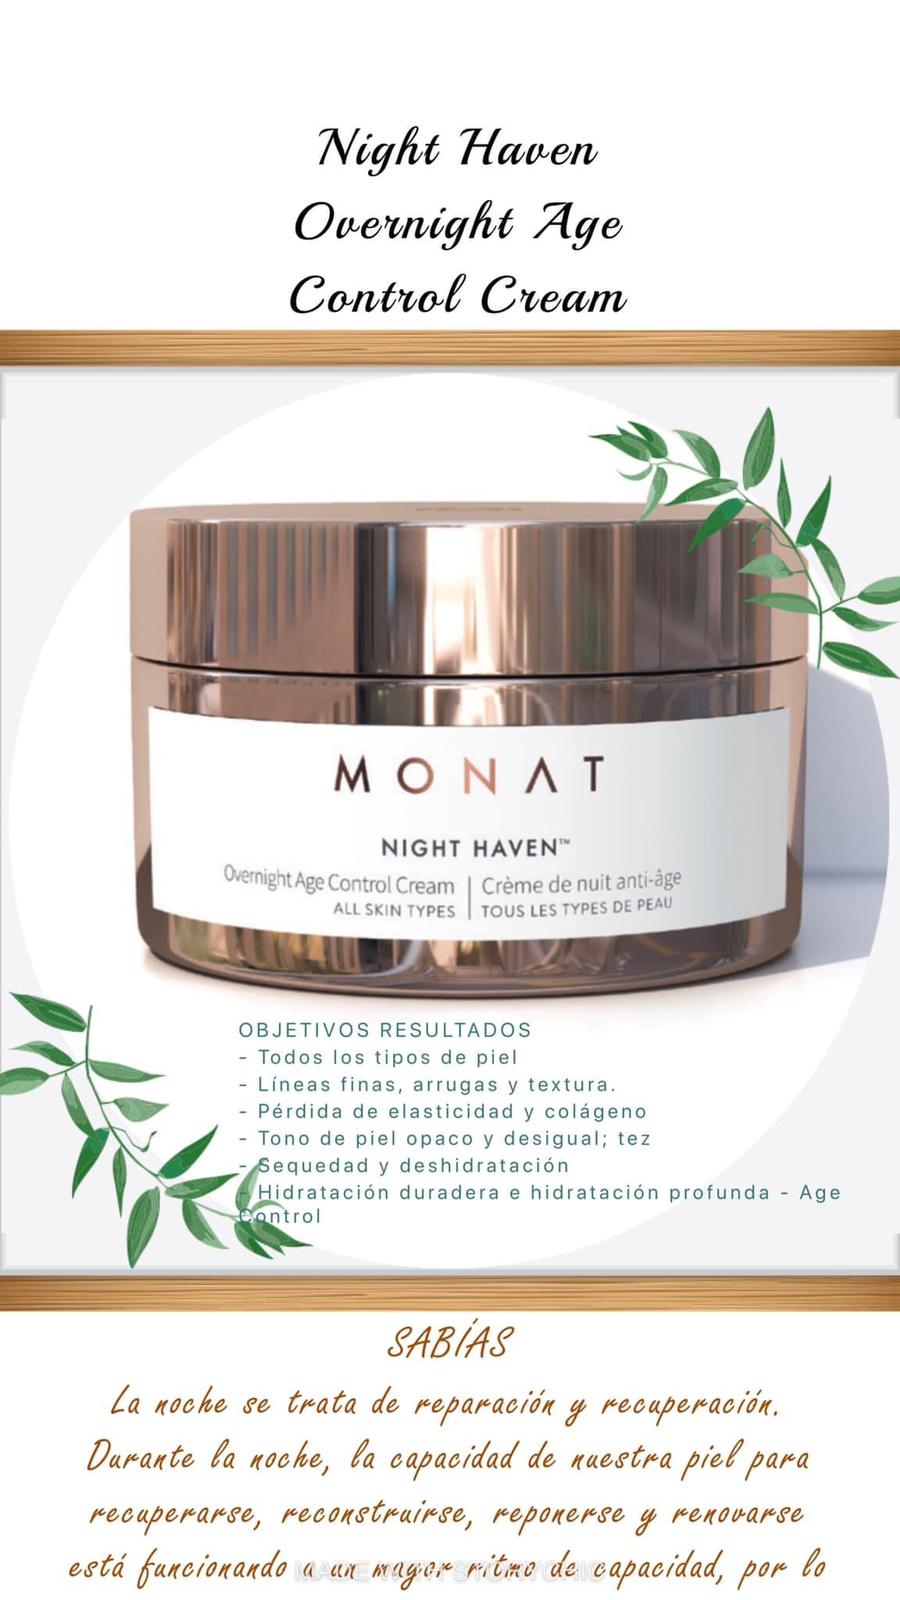 Night Haven
Overnight Age
Control Cream
MONAT
NIGHT HAVEN™
Overnight Age Control Cream | Crème de nuit anti-âge
ALL SKIN TYPES | TOUS LES TYPES DE PEAU
OBJETIVOS RESULTADOS
- Todos los tipos de piel
- Líneas finas, arrugas y textura.
- Pérdida de elasticidad y colágeno
- Tono de piel opaco y desigual; tez
- Sequedad y deshidratación
- Hidratación duradera e hidratación profunda - Age
Control
SABÍAS
La noche se trata de reparación y recuperación.
Durante la noche, la capacidad de nuestra piel para
recuperarse, reconstruirse, reponerse y renovarse
está funcionando a un mayor ritmo de capacidad, por lo
MADE WITH STORYCHIC